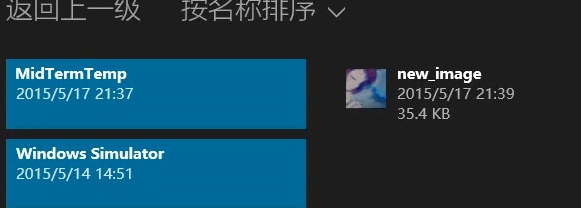 返回上一级 按名称排序
MidTermTemp
2015/5/17 21:37
Windows Simulator
2015/5/14 14:51
new_image
2015/5/17 21:39
35.4 KB